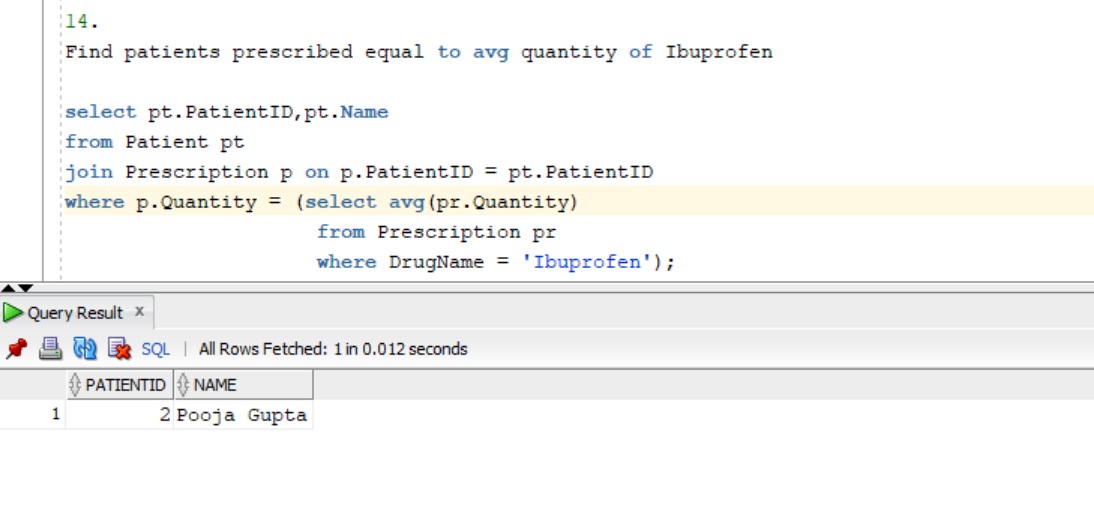 14.
Find patients prescribed equal to avg quantity of Ibuprofen
select pt.PatientID,pt.Name
from Patient pt
join Prescription p on p.PatientID = pt.PatientID
where p.Quantity = (select avg(pr.Quantity)
from Prescription pr
where DrugName = 'Ibuprofen');
Query Result x
SQL | All Rows Fetched: 1 in 0.012 seconds
PATIENTID NAME
1 2 Pooja Gupta